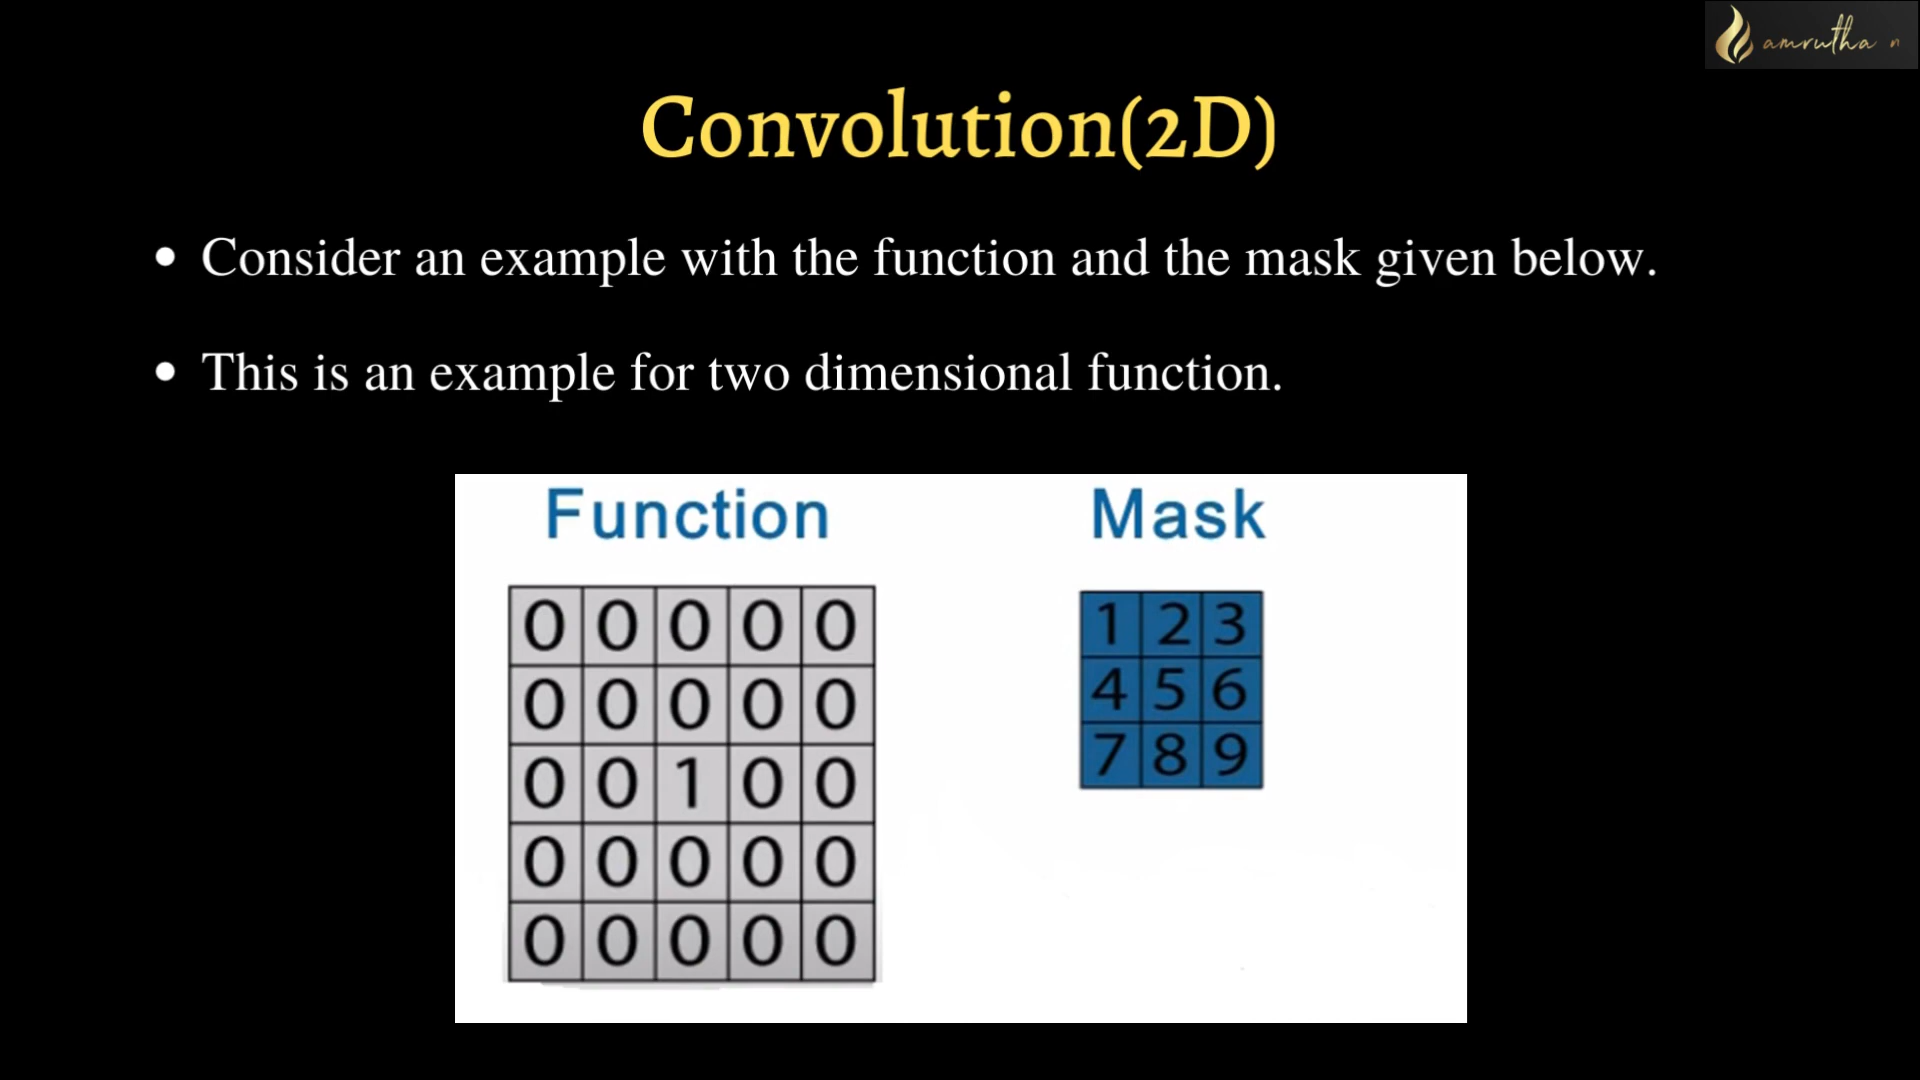 amrutha n
Convolution(2D)
• Consider an example with the function and the mask given below.
• This is an example for two dimensional function.
Function Mask
0 0 0 0 0
0 0 0 0 0
0 0 1 0 0
0 0 0 0 0
0 0 0 0 0
1 2 3
4 5 6
7 8 9